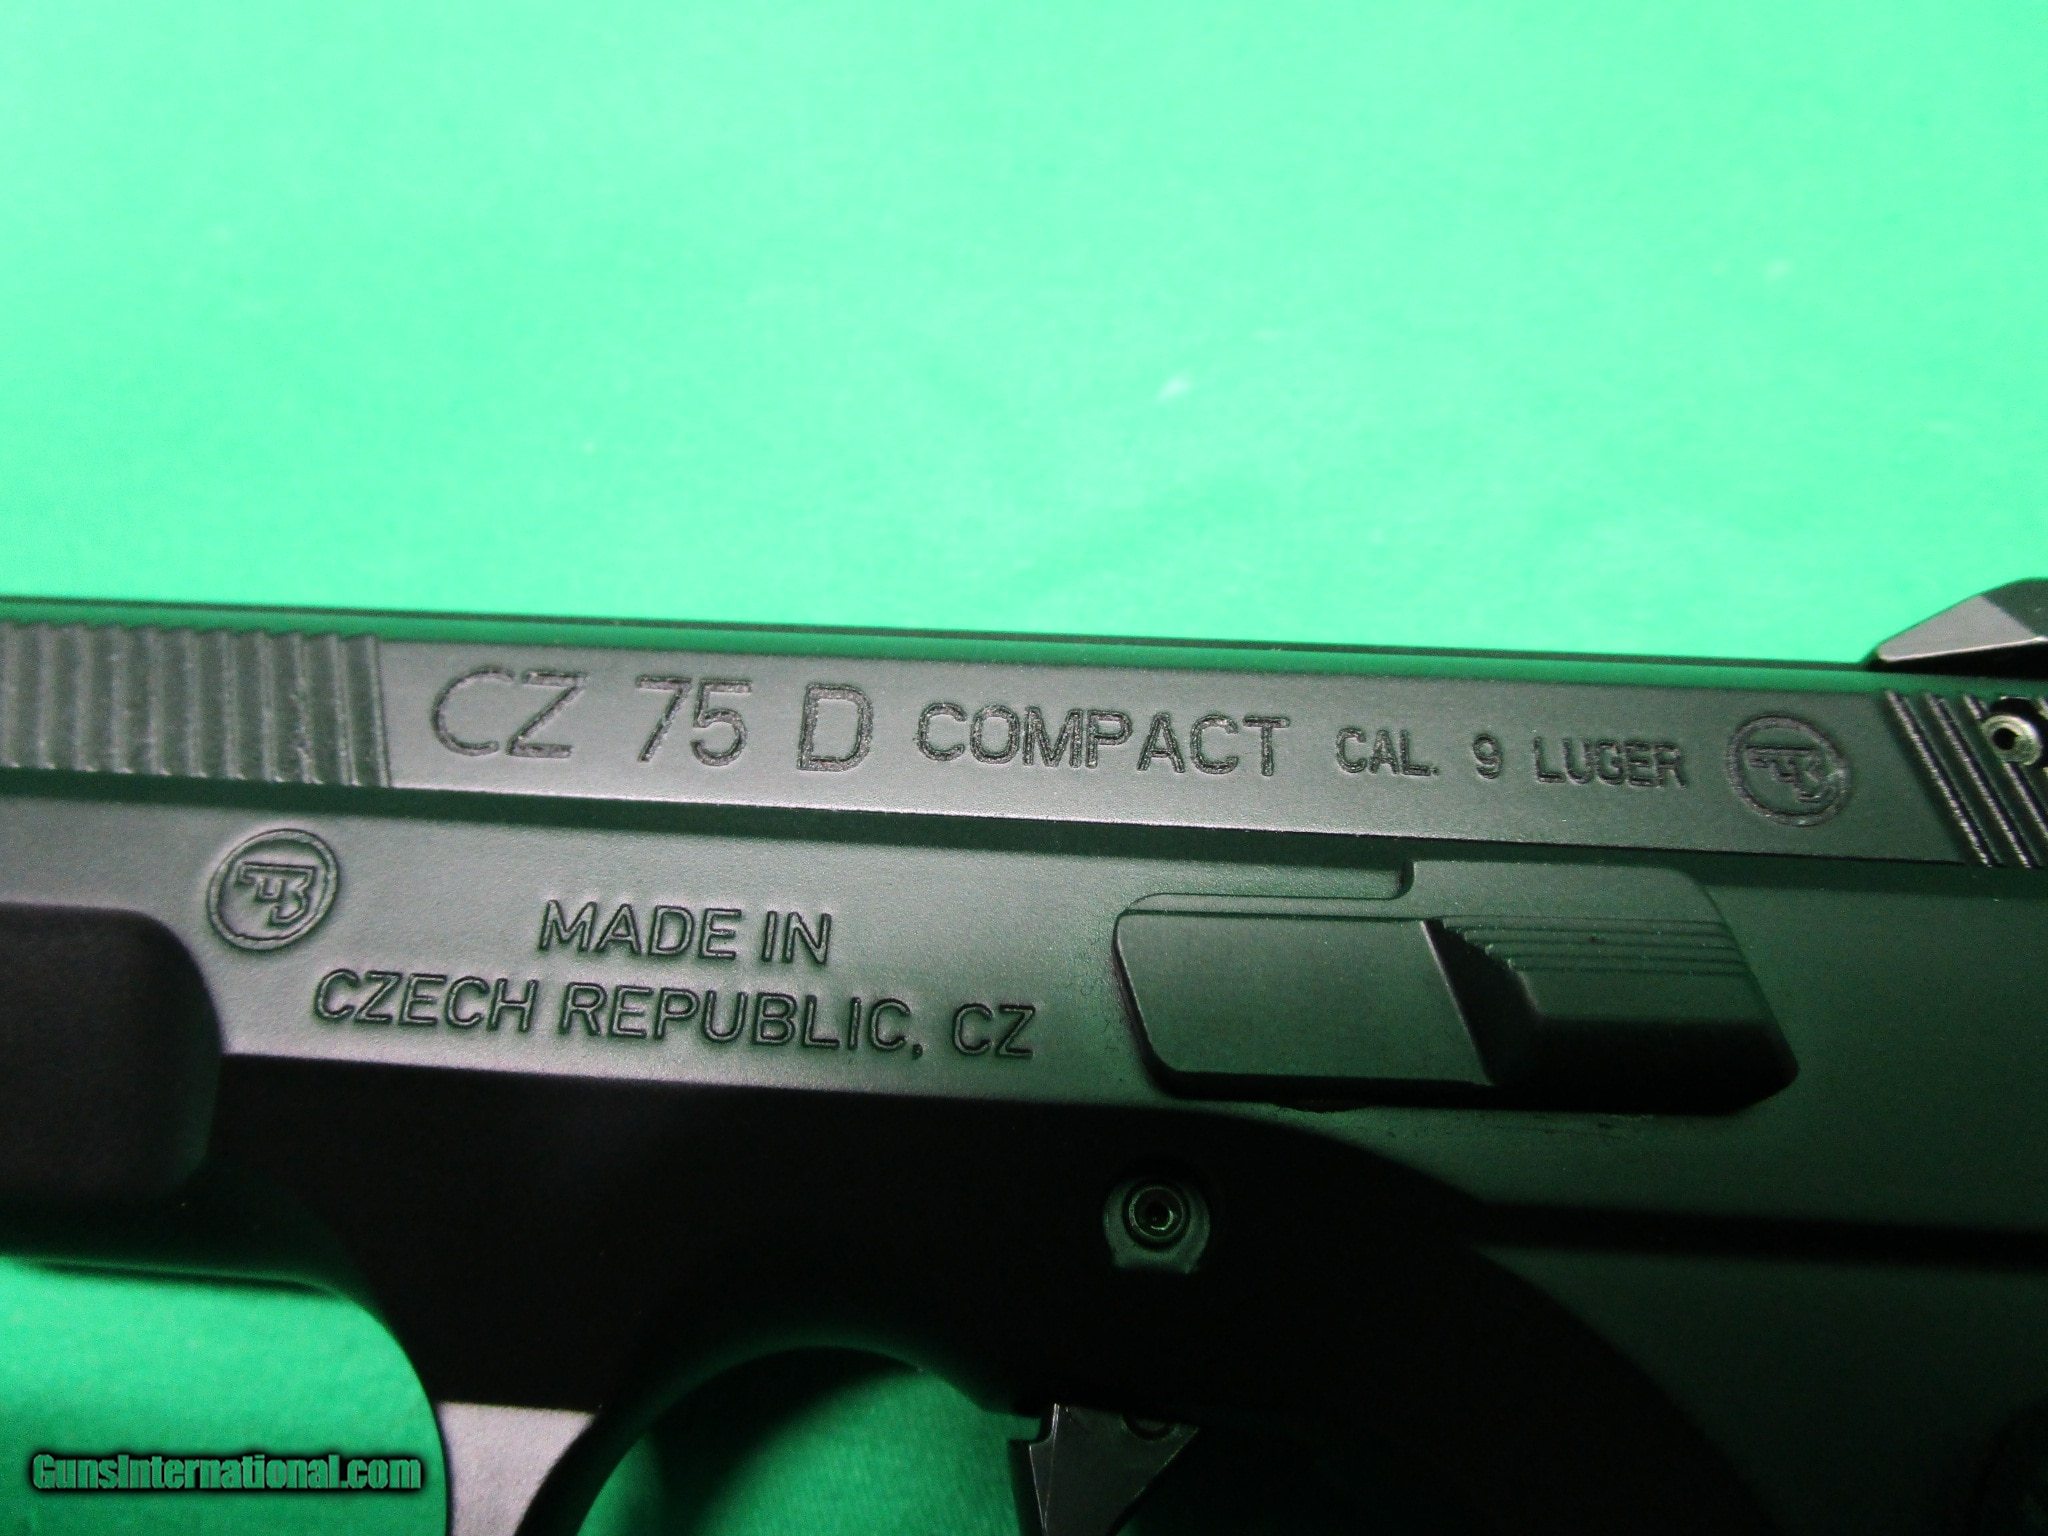 CZ 75 D COMPACT CAL. 9 LUGER
MADE IN
CZECH REPUBLIC, CZ
GunsInternational.com